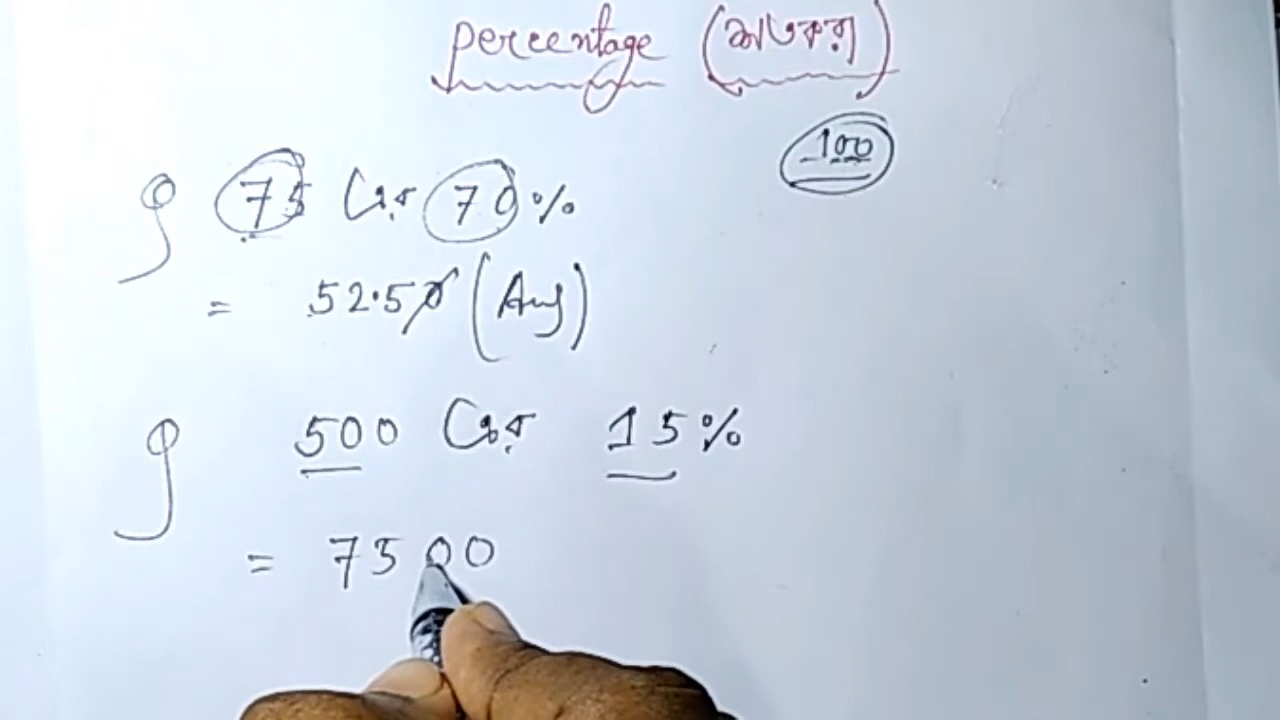 percentage (শতকরা)
100
75 এর 70%
= 52.50 (Ans)
500 এর 15%
= 7500